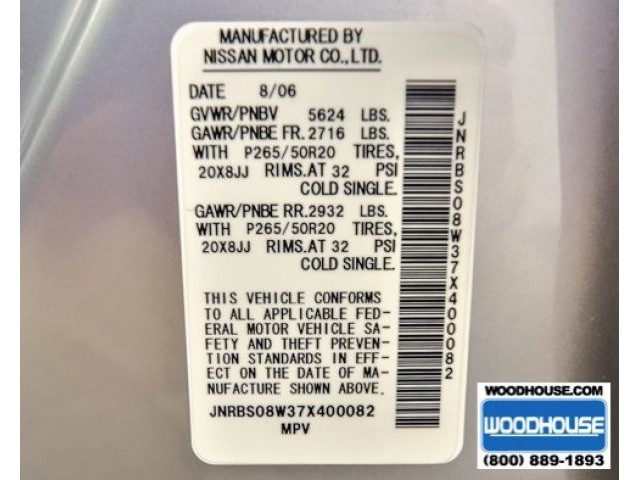 MANUFACTURED BY
NISSAN MOTOR CO.,LTD.
DATE 8/06
GVWR/PNBV 5624 LBS.
GAWR/PNBE FR.2716 LBS.
WITH P265/50R20 TIRES,
20X8JJ RIMS.AT 32 PSI
COLD SINGLE.
GAWR/PNBE RR.2932 LBS.
WITH P265/50R20 TIRES,
20X8JJ RIMS.AT 32 PSI
COLD SINGLE.
THIS VEHICLE CONFORMS
TO ALL APPLICABLE FED-
ERAL MOTOR VEHICLE SA-
FETY AND THEFT PREVEN-
TION STANDARDS IN EFF-
ECT ON THE DATE OF MA-
NUFACTURE SHOWN ABOVE.
JNRBS08W37X400082
MPV
JNRBS08W37X400082
WOODHOUSE.COM
WOODHOUSE
(800) 889-1893